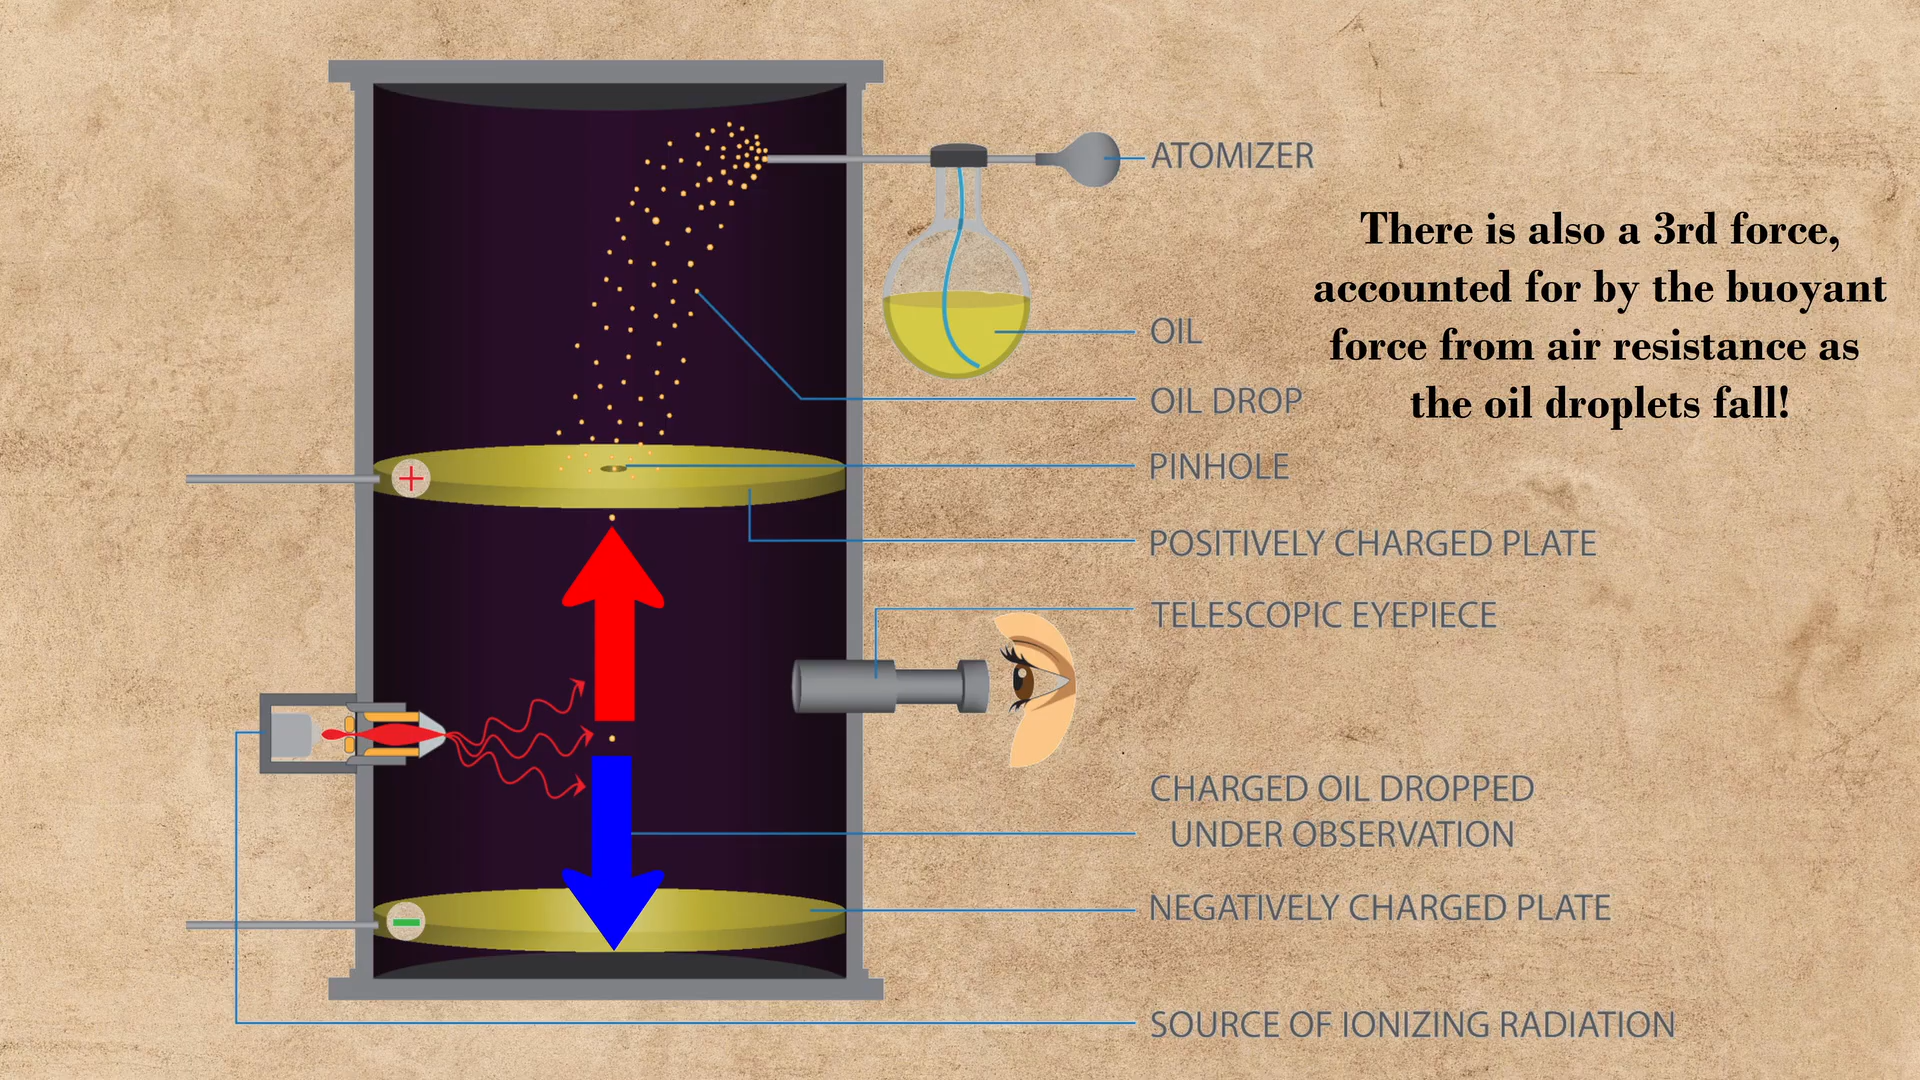 ATOMIZER
There is also a 3rd force,
accounted for by the buoyant
force from air resistance as
the oil droplets fall!
OIL
OIL DROP
PINHOLE
+
POSITIVELY CHARGED PLATE
TELESCOPIC EYEPIECE
CHARGED OIL DROPPED
UNDER OBSERVATION
NEGATIVELY CHARGED PLATE
−
SOURCE OF IONIZING RADIATION